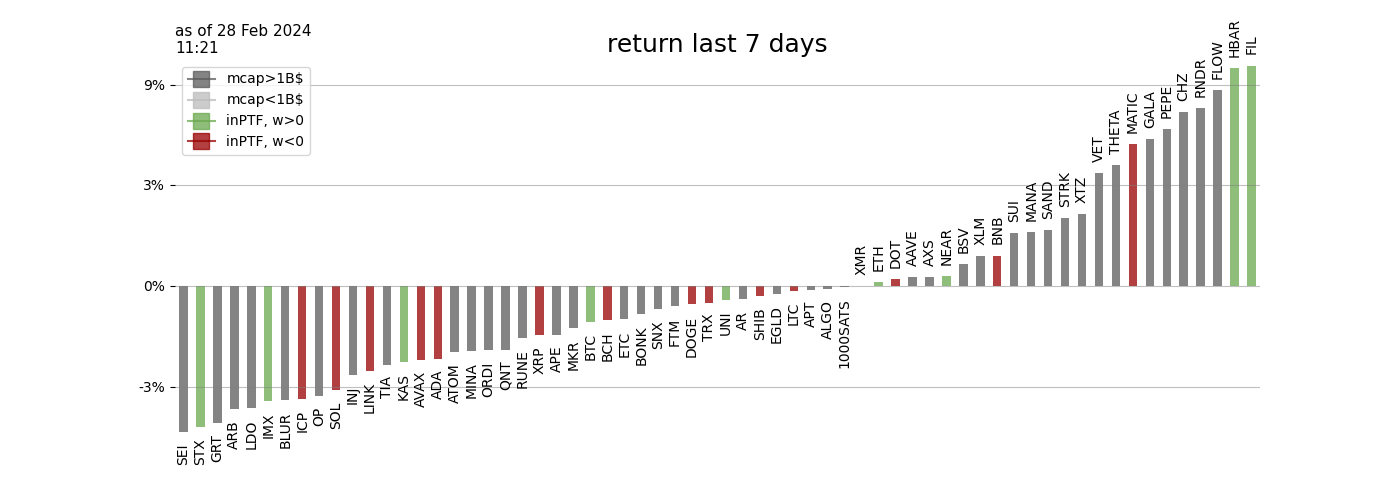 as of 28 Feb 2024
11:21
return last 7 days
mcap>1B$
mcap<1B$
inPTF, w>0
inPTF, w<0
9%
3%
0%
-3%
SEI
STX
GRT
ARB
LDO
IMX
BLUR
ICP
OP
SOL
INJ
LINK
TIA
KAS
AVAX
ADA
ATOM
MINA
ORDI
QNT
RUNE
XRP
APE
MKR
BTC
BCH
ETC
BONK
SNX
FTM
DOGE
TRX
UNI
AR
SHIB
EGLD
LTC
APT
ALGO
1000SATS
XMR
ETH
DOT
AAVE
AXS
NEAR
BSV
XLM
BNB
SUI
MANA
SAND
STRK
XTZ
VET
THETA
MATIC
GALA
PEPE
CHZ
RNDR
FLOW
HBAR
FIL